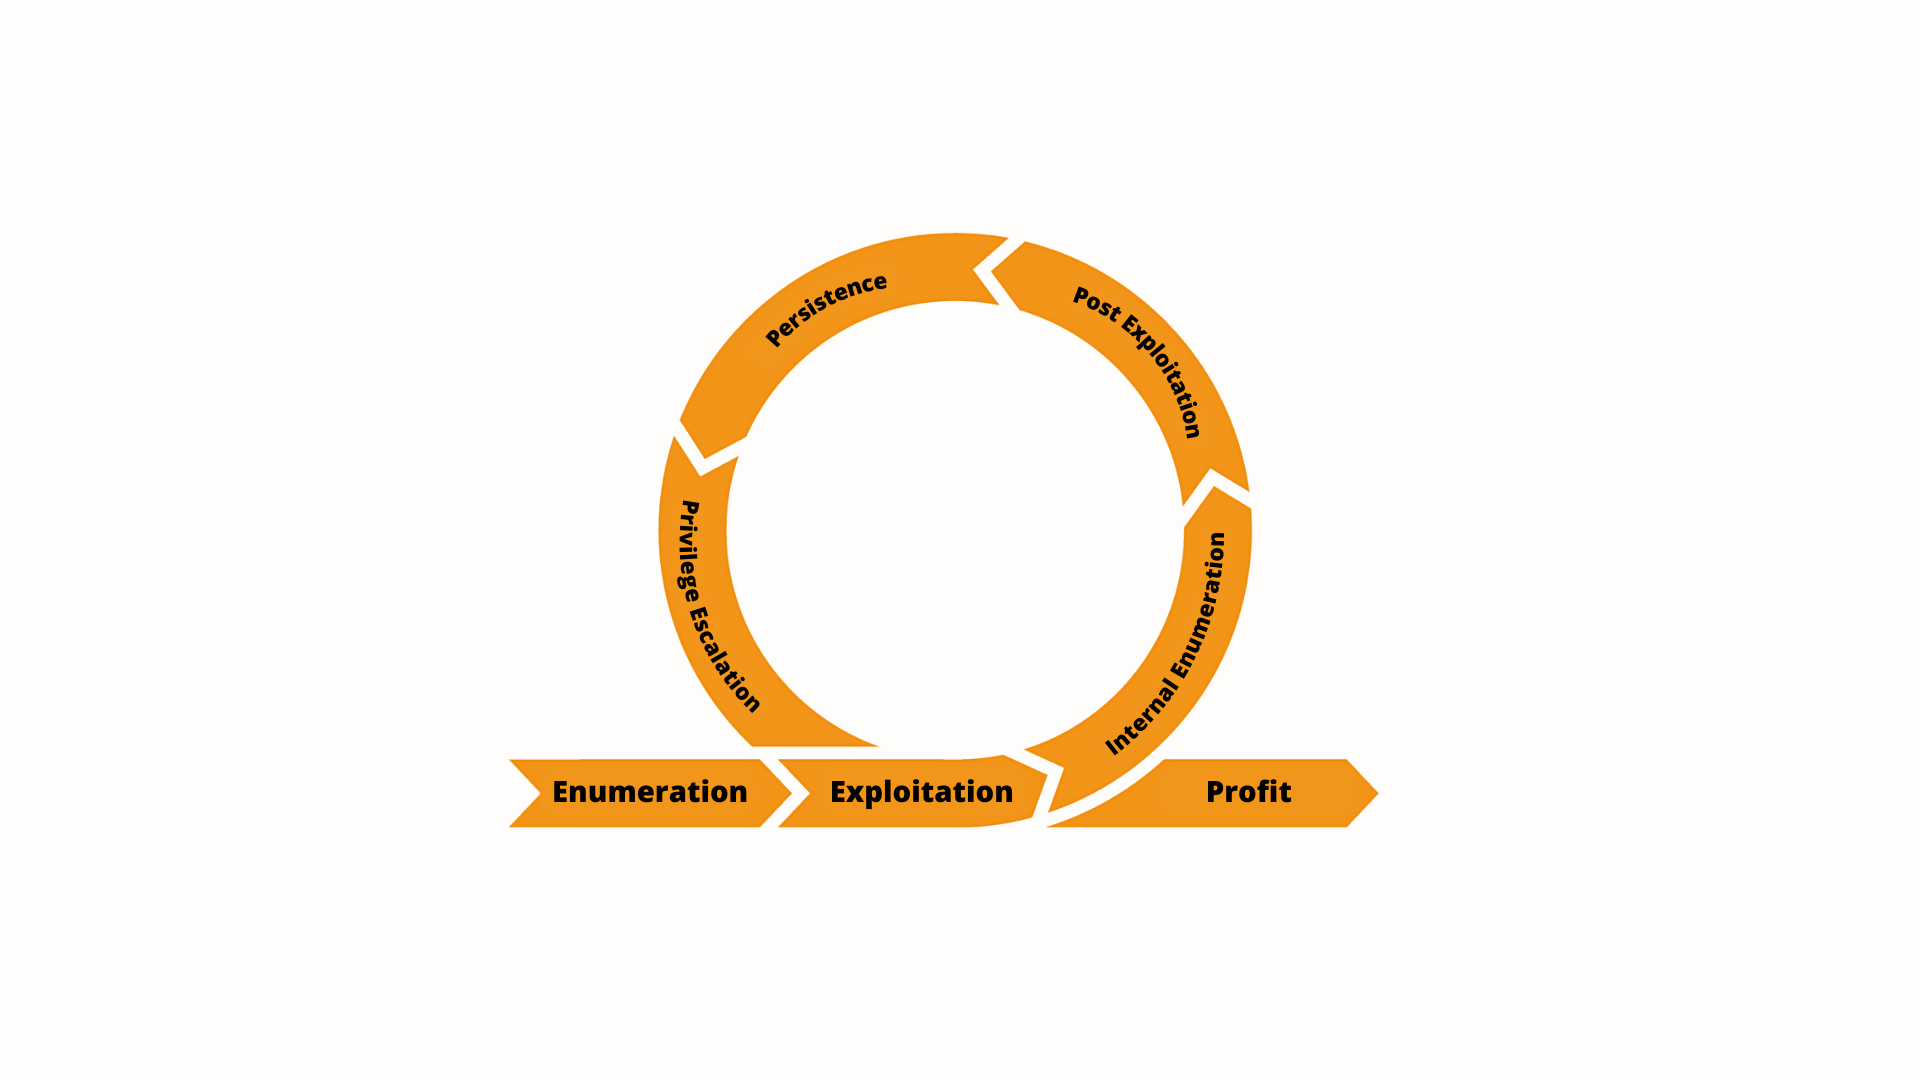 Persistence
Post Exploitation
Privilege Escalation
Internal Enumeration
Enumeration
Exploitation
Profit